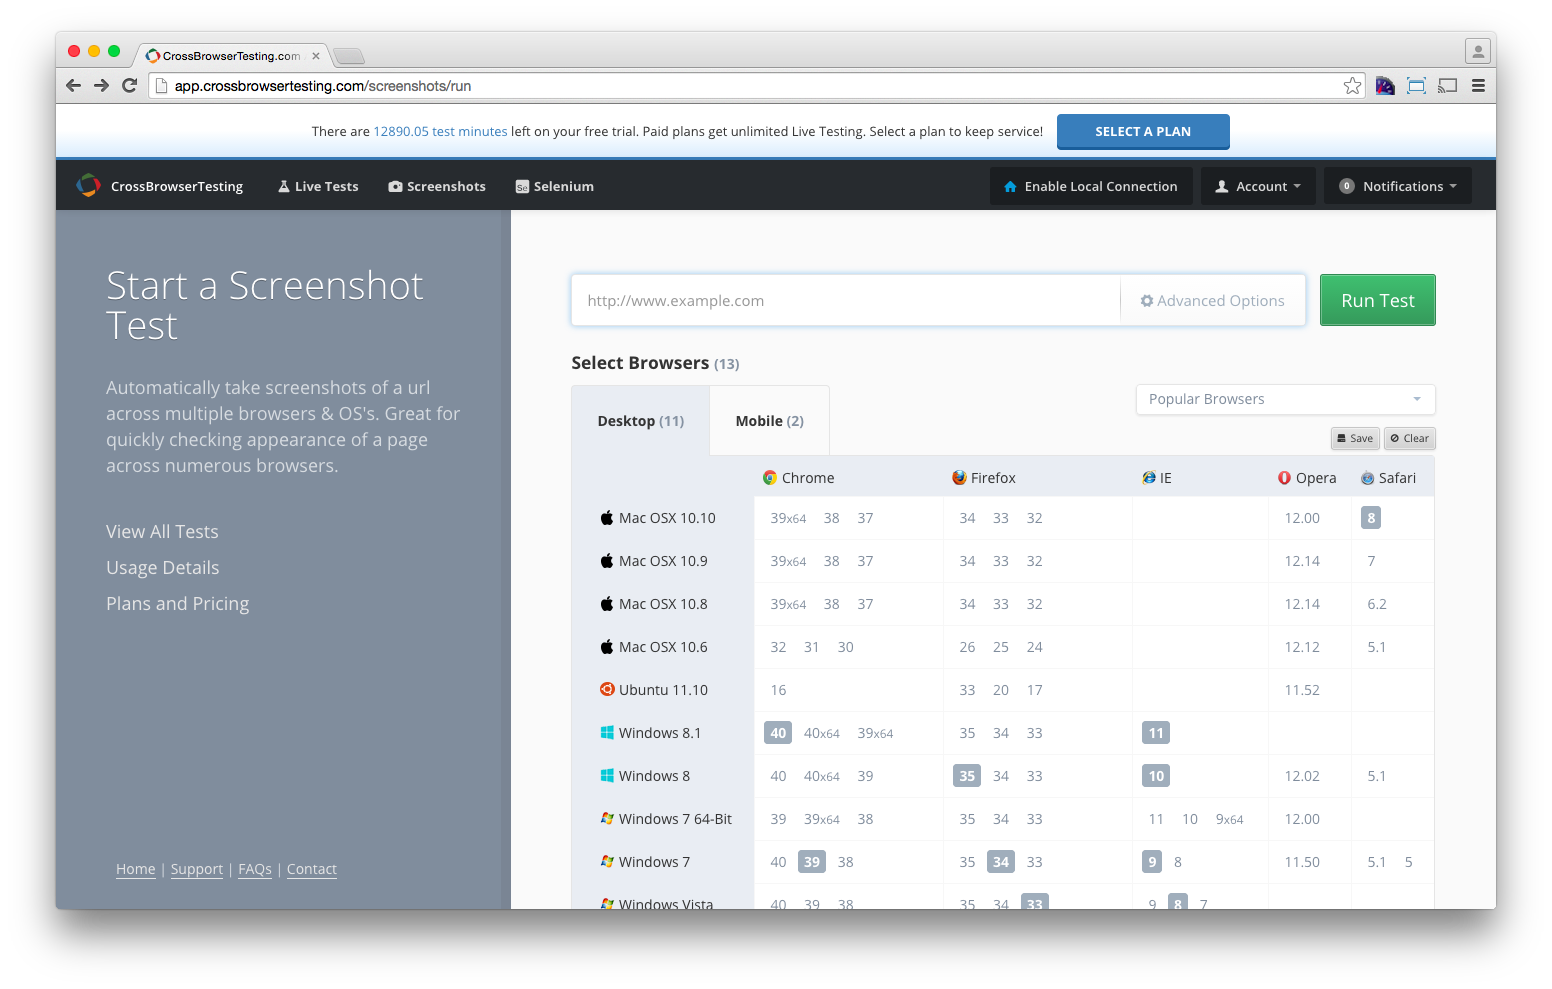 CrossBrowserTesting.com
app.crossbrowsertesting.com/screenshots/run
There are 12890.05 test minutes left on your free trial. Paid plans get unlimited Live Testing. Select a plan to keep service! SELECT A PLAN
CrossBrowserTesting Live Tests Screenshots Se Selenium Enable Local Connection Account 0 Notifications
Start a Screenshot
Test
Automatically take screenshots of a url
across multiple browsers & OS's. Great for
quickly checking appearance of a page
across numerous browsers.
View All Tests
Usage Details
Plans and Pricing
Home | Support | FAQs | Contact
http://www.example.com Advanced Options Run Test
Select Browsers (13)
Desktop (11) Mobile (2) Popular Browsers
Save Clear
Chrome Firefox IE Opera Safari
Mac OSX 10.10 39x64 38 37 34 33 32 12.00 8
Mac OSX 10.9 39x64 38 37 34 33 32 12.14 7
Mac OSX 10.8 39x64 38 37 34 33 32 12.14 6.2
Mac OSX 10.6 32 31 30 26 25 24 12.12 5.1
Ubuntu 11.10 16 33 20 17 11.52
Windows 8.1 40 40x64 39x64 35 34 33 11
Windows 8 40 40x64 39 35 34 33 10 12.02 5.1
Windows 7 64-Bit 39 39x64 38 35 34 33 11 10 9x64 12.00
Windows 7 40 39 38 35 34 33 9 8 11.50 5.1 5
Windows Vista 40 39 38 35 34 33 9 8 7